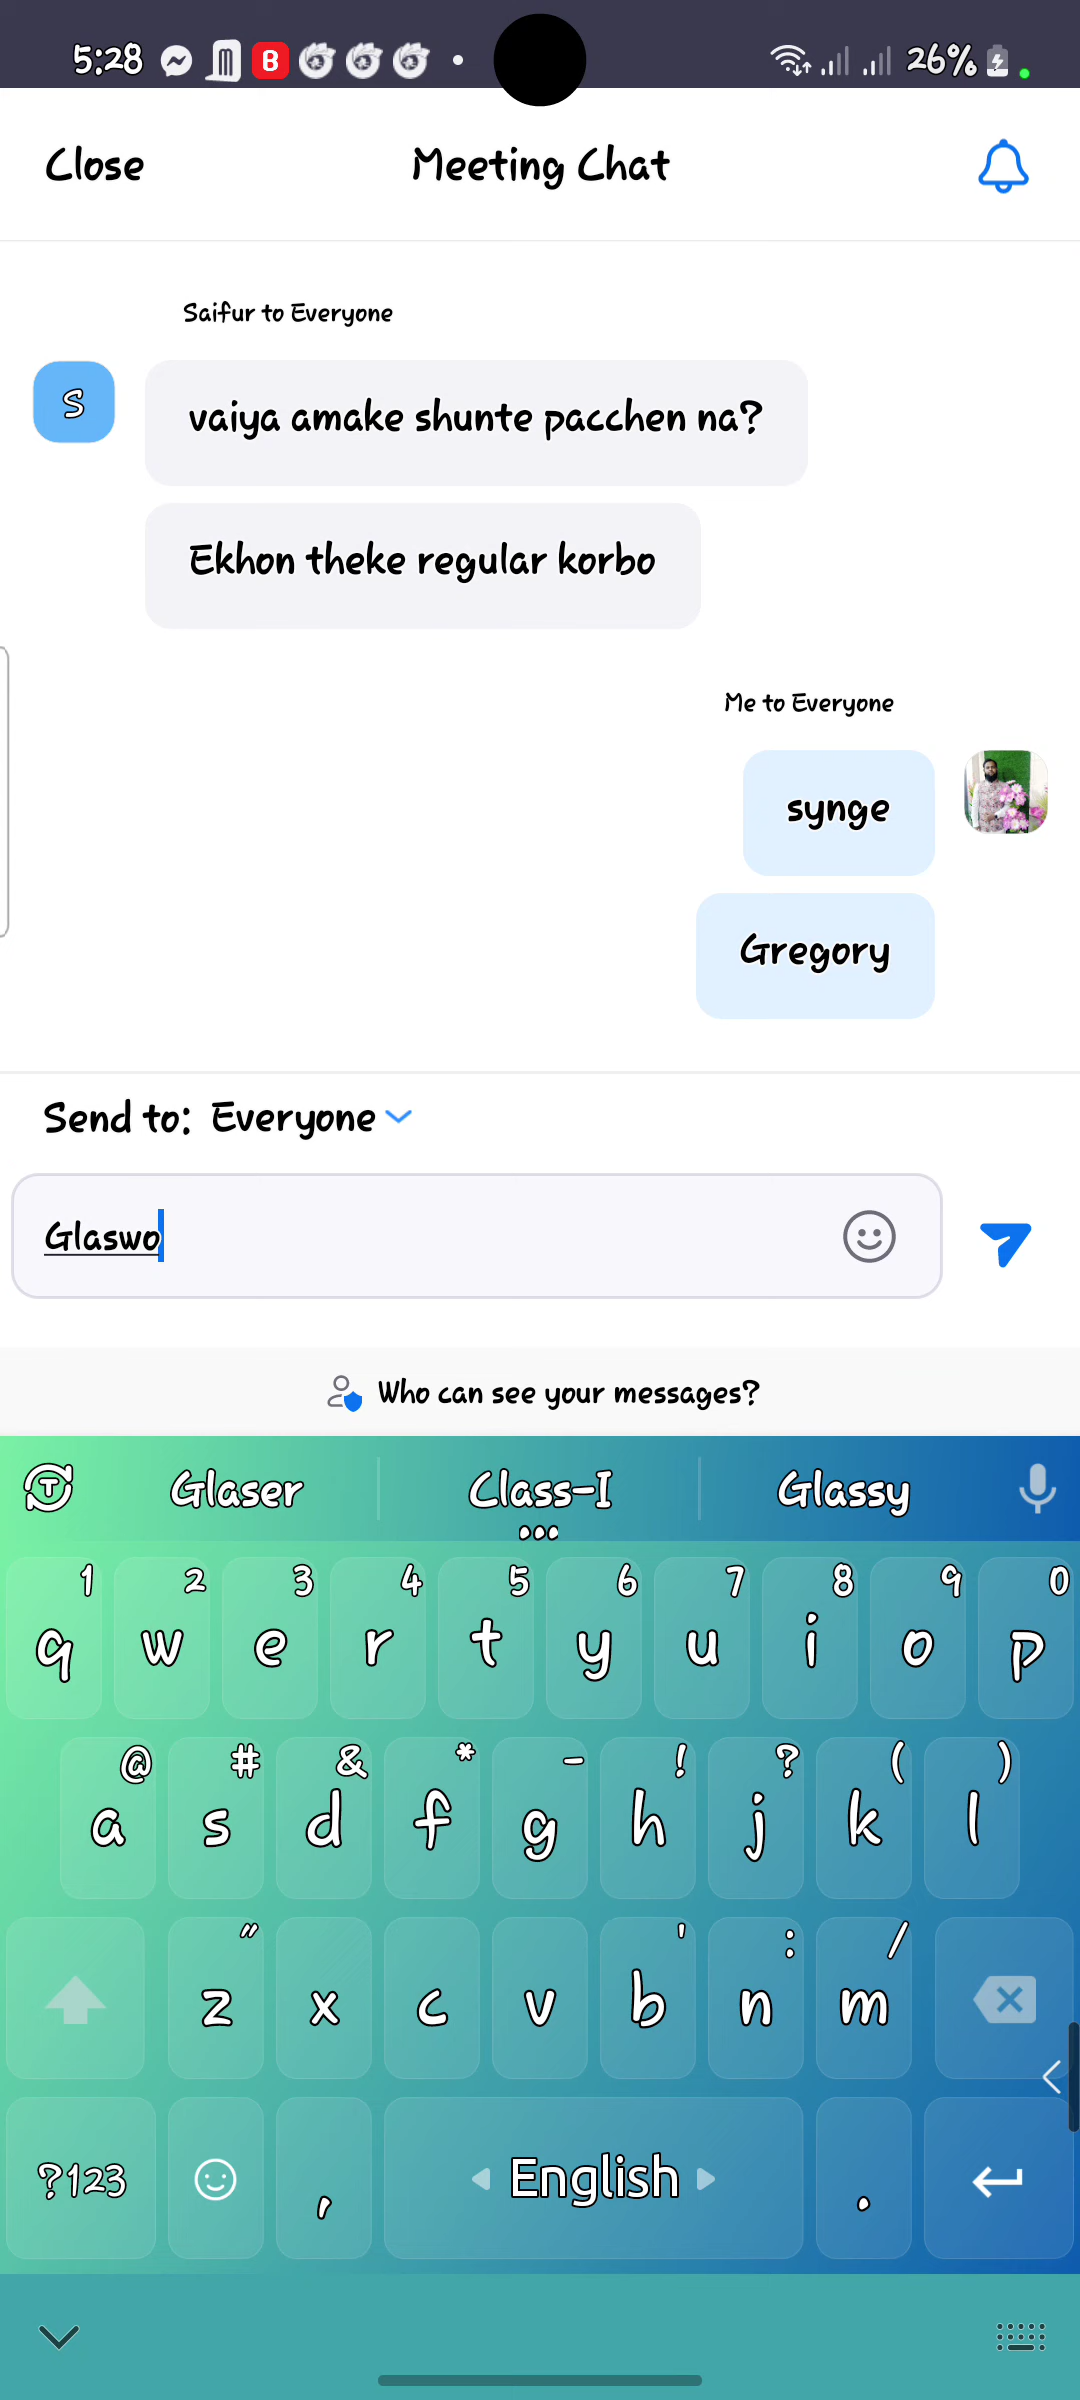 5:28 B 26%
Close Meeting Chat
Saifur to Everyone
S
vaiya amake shunte pacchen na?
Ekhon theke regular korbo
Me to Everyone
synge
Gregory
Send to: Everyone
Glaswo
Who can see your messages?
T Glaser Class-I Glassy
1 2 3 4 5 6 7 8 9 0
q w e r t y u i o p
@ # & * - ! ? ( )
a s d f g h j k l
" ' : /
z x c v b n m
?123 , English .